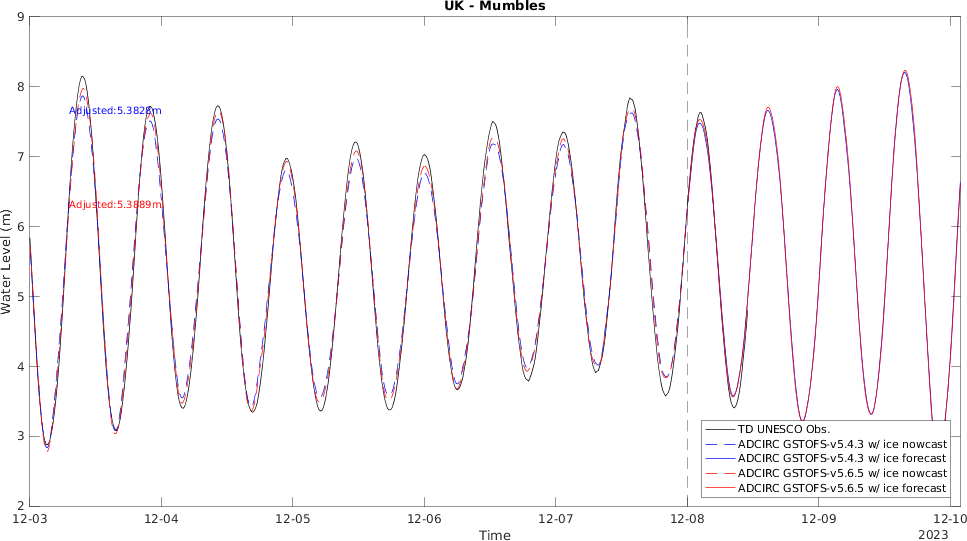 UK - Mumbles
9
8
7
6
5
4
3
2
Water Level (m)
Adjusted:5.3828m
Adjusted:5.3889m
TD UNESCO Obs.
ADCIRC GSTOFS-v5.4.3 w/ ice nowcast
ADCIRC GSTOFS-v5.4.3 w/ ice forecast
ADCIRC GSTOFS-v5.6.5 w/ ice nowcast
ADCIRC GSTOFS-v5.6.5 w/ ice forecast
12-03 12-04 12-05 12-06 12-07 12-08 12-09 12-10
Time
2023